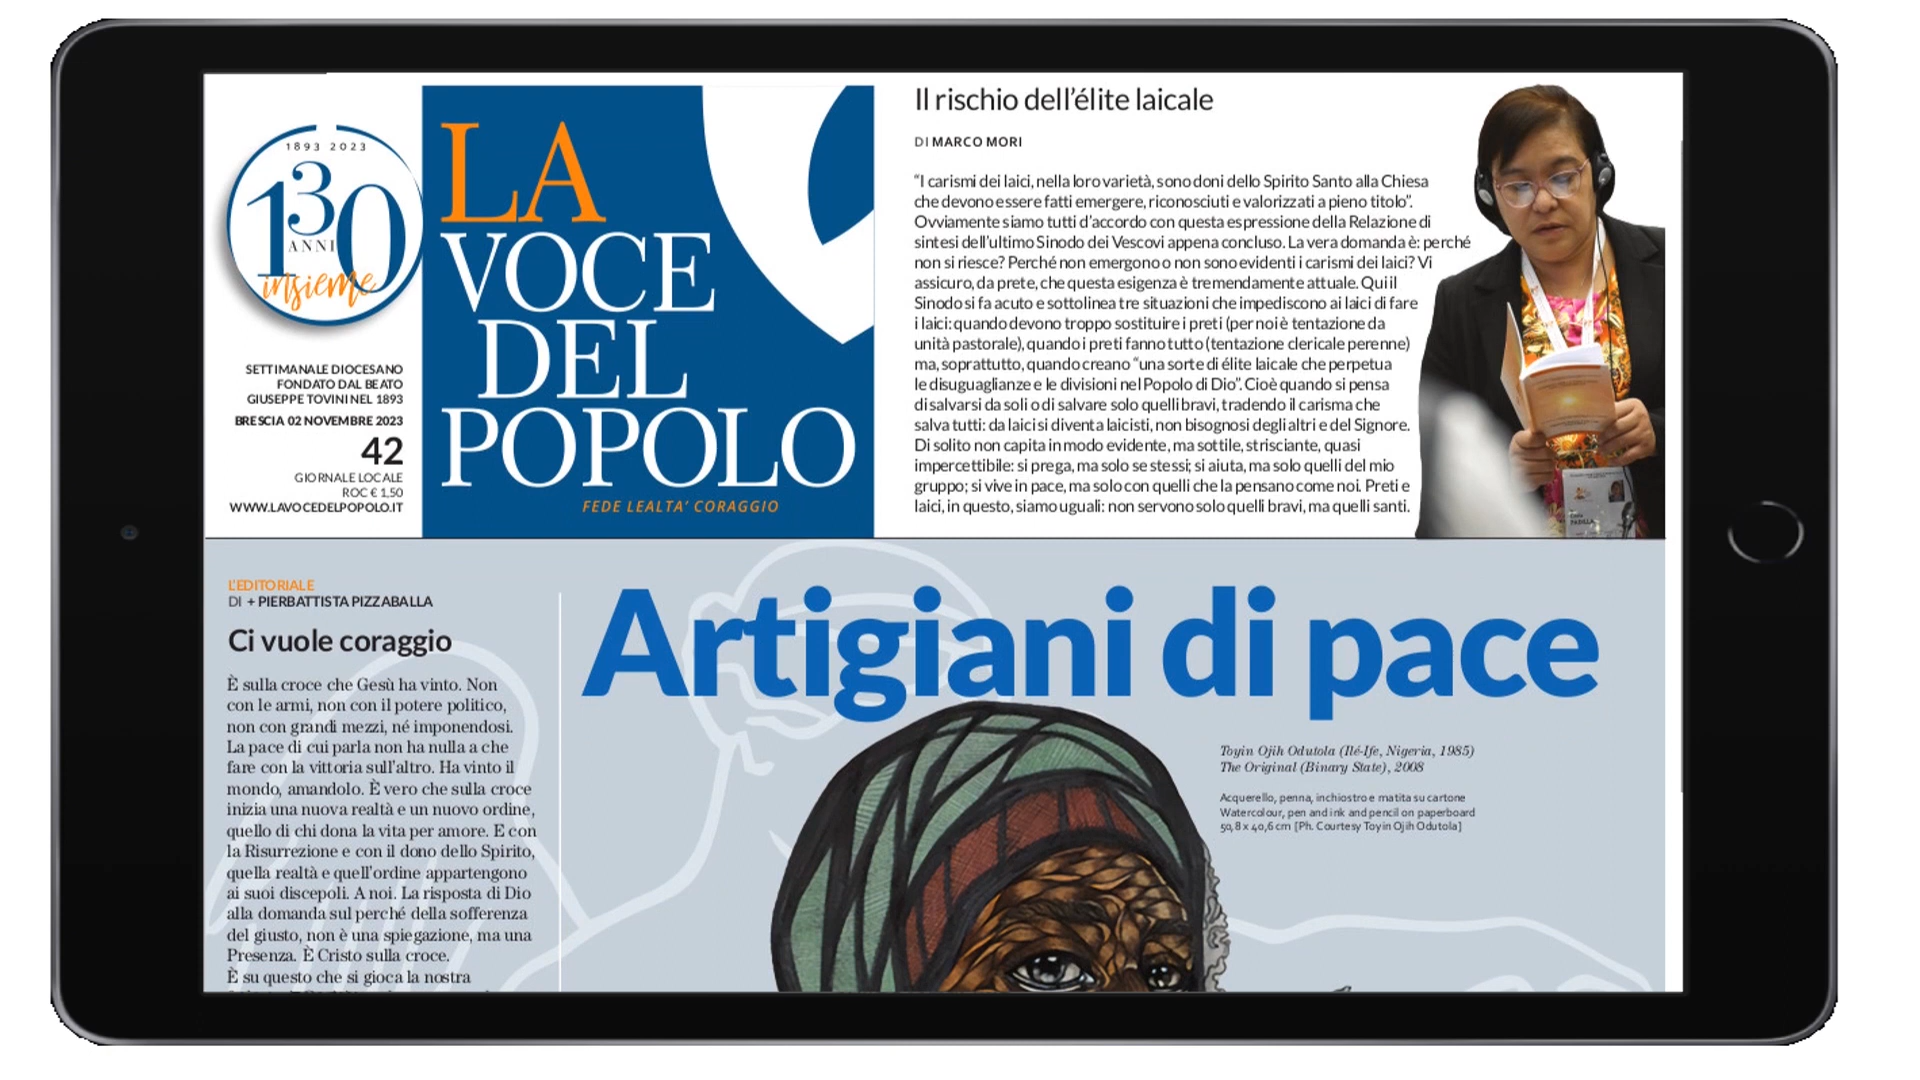 1893 2023
130
ANNI
insieme
SETTIMANALE DIOCESANO
FONDATO DAL BEATO
GIUSEPPE TOVINI NEL 1893
BRESCIA 02 NOVEMBRE 2023
42
GIORNALE LOCALE
ROC € 1,50
WWW.LAVOCEDELPOPOLO.IT
LA
VOCE
DEL
POPOLO
FEDE LEALTA' CORAGGIO
Il rischio dell'élite laicale
DI MARCO MORI
“I carismi dei laici, nella loro varietà, sono doni dello Spirito Santo alla Chiesa
che devono essere fatti emergere, riconosciuti e valorizzati a pieno titolo”.
Ovviamente siamo tutti d'accordo con questa espressione della Relazione di
sintesi dell'ultimo Sinodo dei Vescovi appena concluso. La vera domanda è: perché
non si riesce? Perché non emergono o non sono evidenti i carismi dei laici? Vi
assicuro, da prete, che questa esigenza è tremendamente attuale. Qui il
Sinodo si fa acuto e sottolinea tre situazioni che impediscono ai laici di fare
i laici: quando devono troppo sostituire i preti (per noi è tentazione da
unità pastorale), quando i preti fanno tutto (tentazione clericale perenne)
ma, soprattutto, quando creano “una sorte di élite laicale che perpetua
le disuguaglianze e le divisioni nel Popolo di Dio”. Cioè quando si pensa
di salvarsi da soli o di salvare solo quelli bravi, tradendo il carisma che
salva tutti: da laici si diventa laicisti, non bisognosi degli altri e del Signore.
Di solito non capita in modo evidente, ma sottile, strisciante, quasi
impercettibile: si prega, ma solo se stessi; si aiuta, ma solo quelli del mio
gruppo; si vive in pace, ma solo con quelli che la pensano come noi. Preti e
laici, in questo, siamo uguali: non servono solo quelli bravi, ma quelli santi.
PADILLA
L'EDITORIALE
DI + PIERBATTISTA PIZZABALLA
Ci vuole coraggio
È sulla croce che Gesù ha vinto. Non
con le armi, non con il potere politico,
non con grandi mezzi, né imponendosi.
La pace di cui parla non ha nulla a che
fare con la vittoria sull'altro. Ha vinto il
mondo, amandolo. È vero che sulla croce
inizia una nuova realtà e un nuovo ordine,
quello di chi dona la vita per amore. E con
la Risurrezione e con il dono dello Spirito,
quella realtà e quell'ordine appartengono
ai suoi discepoli. A noi. La risposta di Dio
alla domanda sul perché della sofferenza
del giusto, non è una spiegazione, ma una
Presenza. È Cristo sulla croce.
È su questo che si gioca la nostra
Artigiani di pace
Toyin Ojih Odutola (Ilé-Ife, Nigeria, 1985)
The Original (Binary State), 2008
Acquerello, penna, inchiostro e matita su cartone
Watercolour, pen and ink and pencil on paperboard
50,8 x 40,6 cm [Ph. Courtesy Toyin Ojih Odutola]